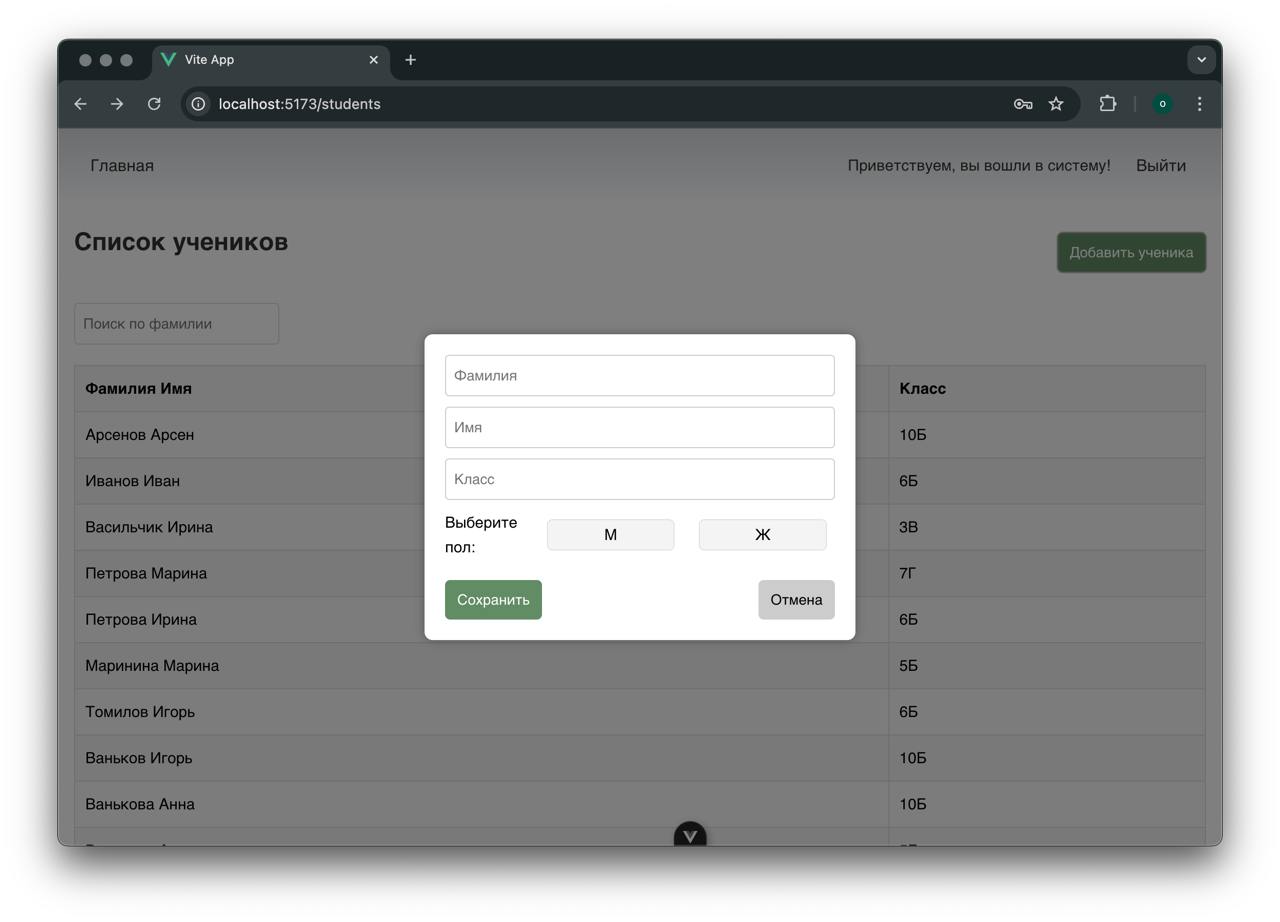 Vite App
localhost:5173/students
Главная
Приветствуем, вы вошли в систему!
Выйти
Список учеников
Добавить ученика
Поиск по фамилии
Фамилия Имя
Класс
Арсенов Арсен
10Б
Иванов Иван
6Б
Васильчик Ирина
3В
Петрова Марина
7Г
Петрова Ирина
6Б
Маринина Марина
5Б
Томилов Игорь
6Б
Ваньков Игорь
10Б
Ванькова Анна
10Б
Фамилия
Имя
Класс
Выберите
пол:
М
Ж
Сохранить
Отмена